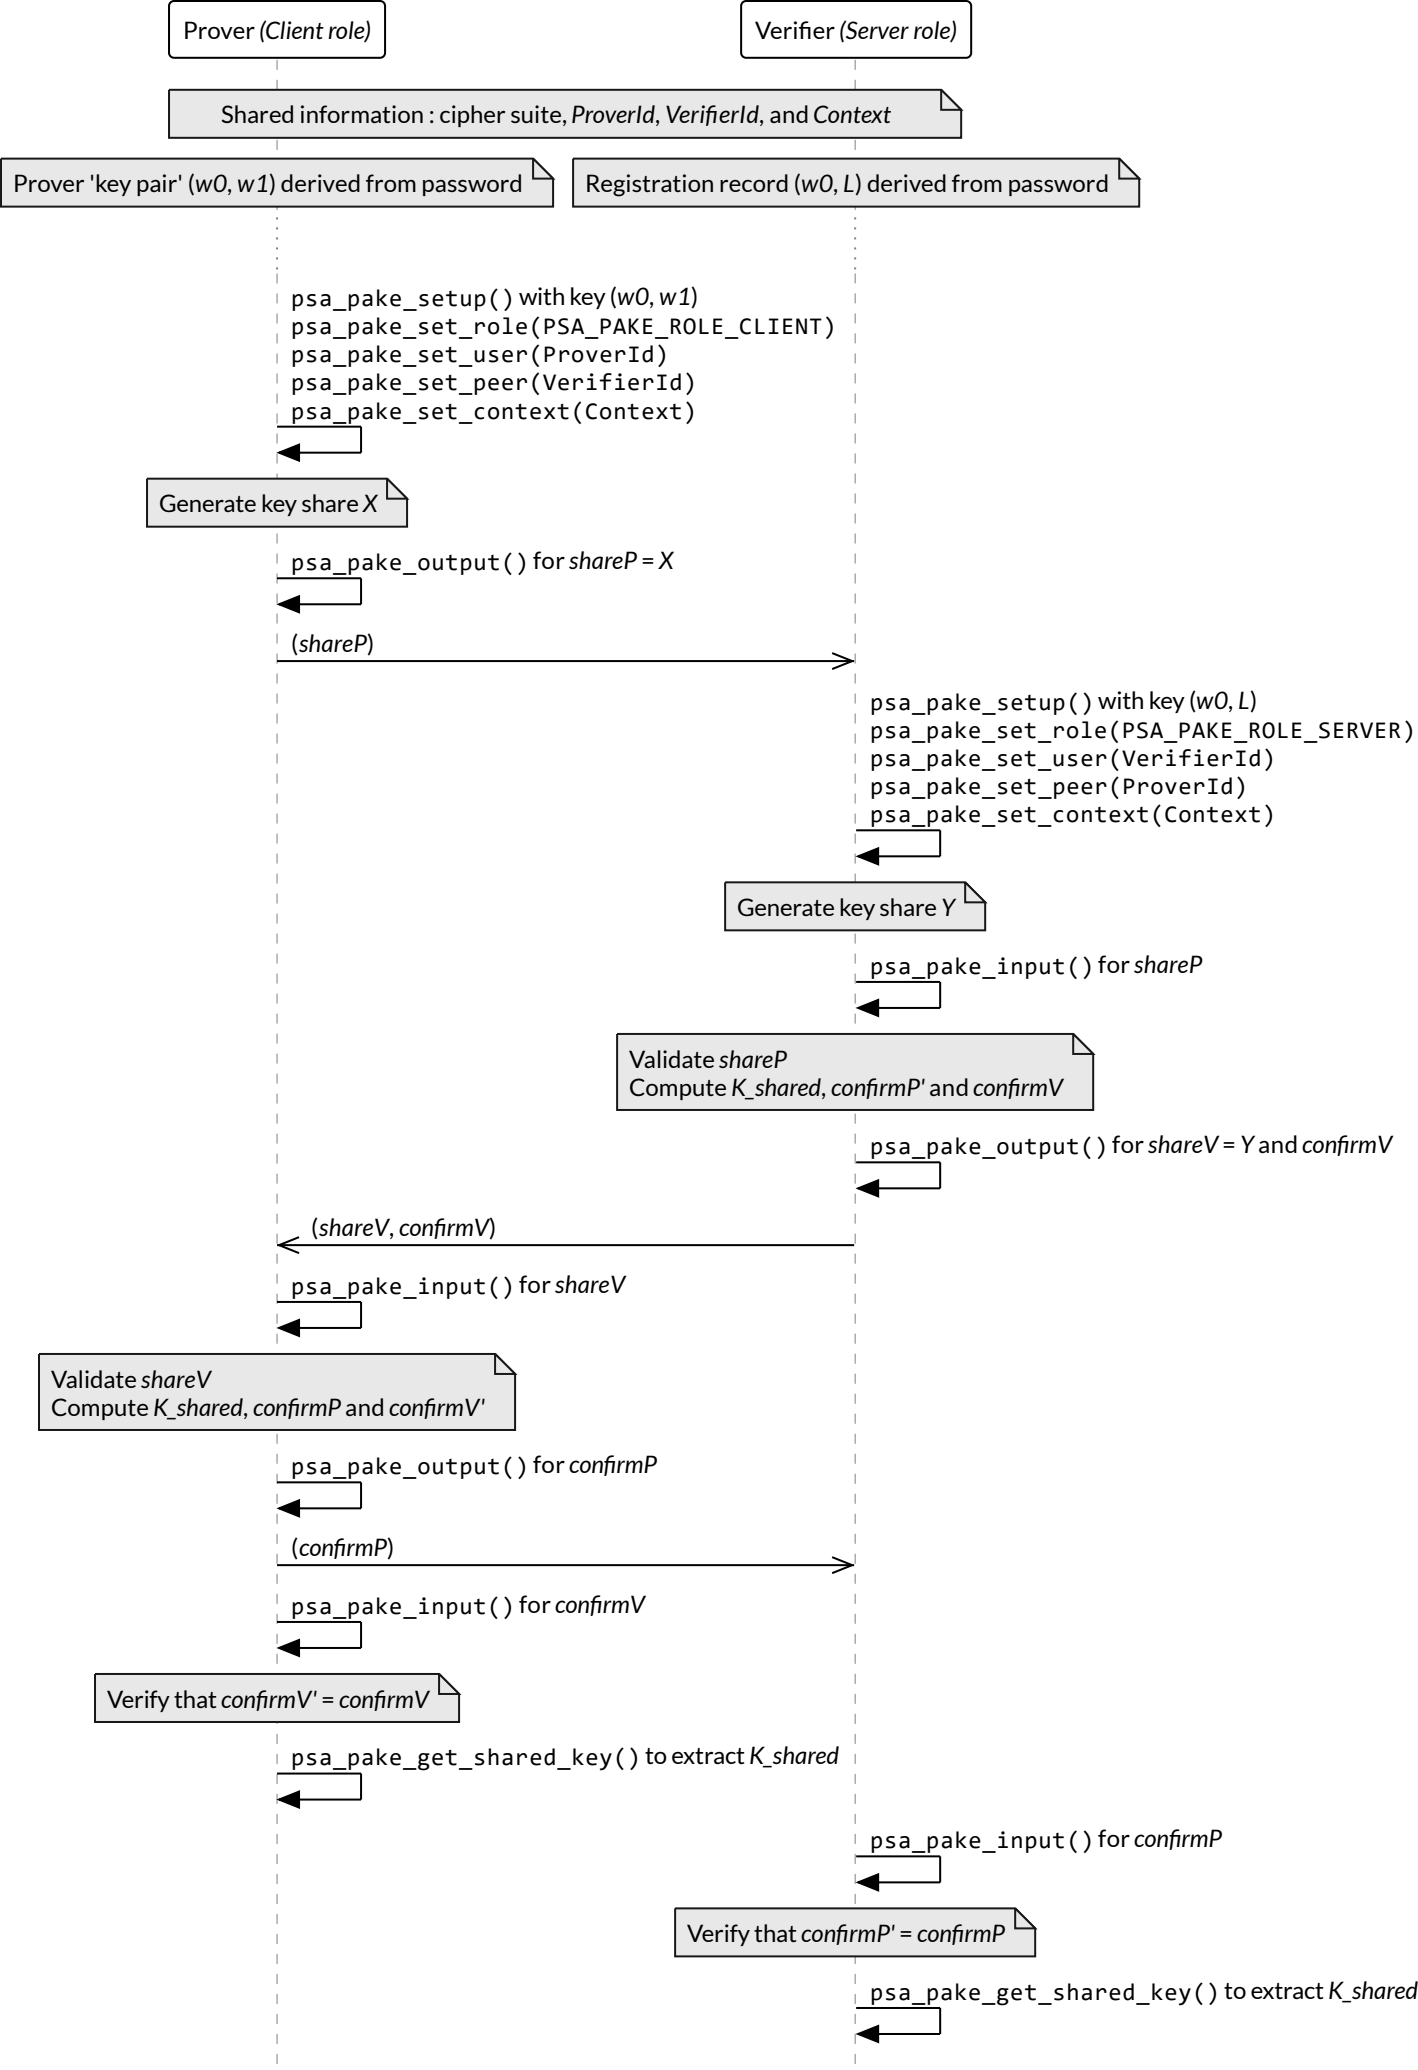 Prover (Client role)
Verifier (Server role)
Shared information : cipher suite, ProverId, VerifierId, and Context
Prover 'key pair' (w0, w1) derived from password
Registration record (w0, L) derived from password
psa_pake_setup() with key (w0, w1)
psa_pake_set_role(PSA_PAKE_ROLE_CLIENT)
psa_pake_set_user(ProverId)
psa_pake_set_peer(VerifierId)
psa_pake_set_context(Context)
Generate key share X
psa_pake_output() for shareP = X
(shareP)
psa_pake_setup() with key (w0, L)
psa_pake_set_role(PSA_PAKE_ROLE_SERVER)
psa_pake_set_user(VerifierId)
psa_pake_set_peer(ProverId)
psa_pake_set_context(Context)
Generate key share Y
psa_pake_input() for shareP
Validate shareP
Compute K_shared, confirmP' and confirmV
psa_pake_output() for shareV = Y and confirmV
(shareV, confirmV)
psa_pake_input() for shareV
Validate shareV
Compute K_shared, confirmP and confirmV'
psa_pake_output() for confirmP
(confirmP)
psa_pake_input() for confirmV
Verify that confirmV' = confirmV
psa_pake_get_shared_key() to extract K_shared
psa_pake_input() for confirmP
Verify that confirmP' = confirmP
psa_pake_get_shared_key() to extract K_shared